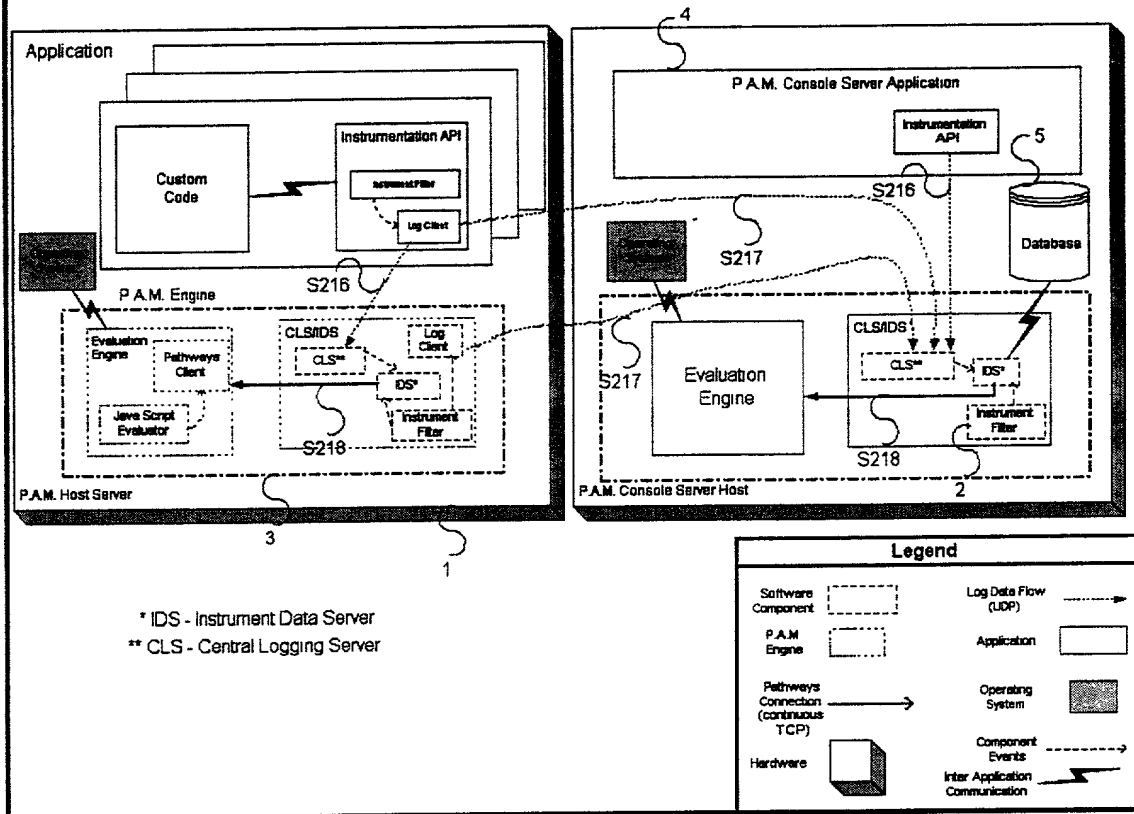 Application
Custom
Code
Instrumentation API
Instrument Filter
Log Client
S216
P.A.M. Engine
Evaluation
Engine
Pathways
Client
Java Script
Evaluator
CLS/IDS
CLS**
Log
Client
IDS*
Instrument
Filter
S218
P.A.M. Host Server
3
1
4
P.A.M. Console Server Application
Instrumentation
API
5
S216
S217
Database
Operating
S217
Evaluation
Engine
CLS/IDS
CLS**
IDS*
Instrument
Filter
S218
2
P.A.M. Console Server Host
* IDS - Instrument Data Server
** CLS - Central Logging Server
Legend
Software
Component
Log Data Flow
(UDP)
P.A.M
Engine
Application
Pathways
Connection
(continuous
TCP)
Operating
System
Hardware
Component
Events
Inter Application
Communication